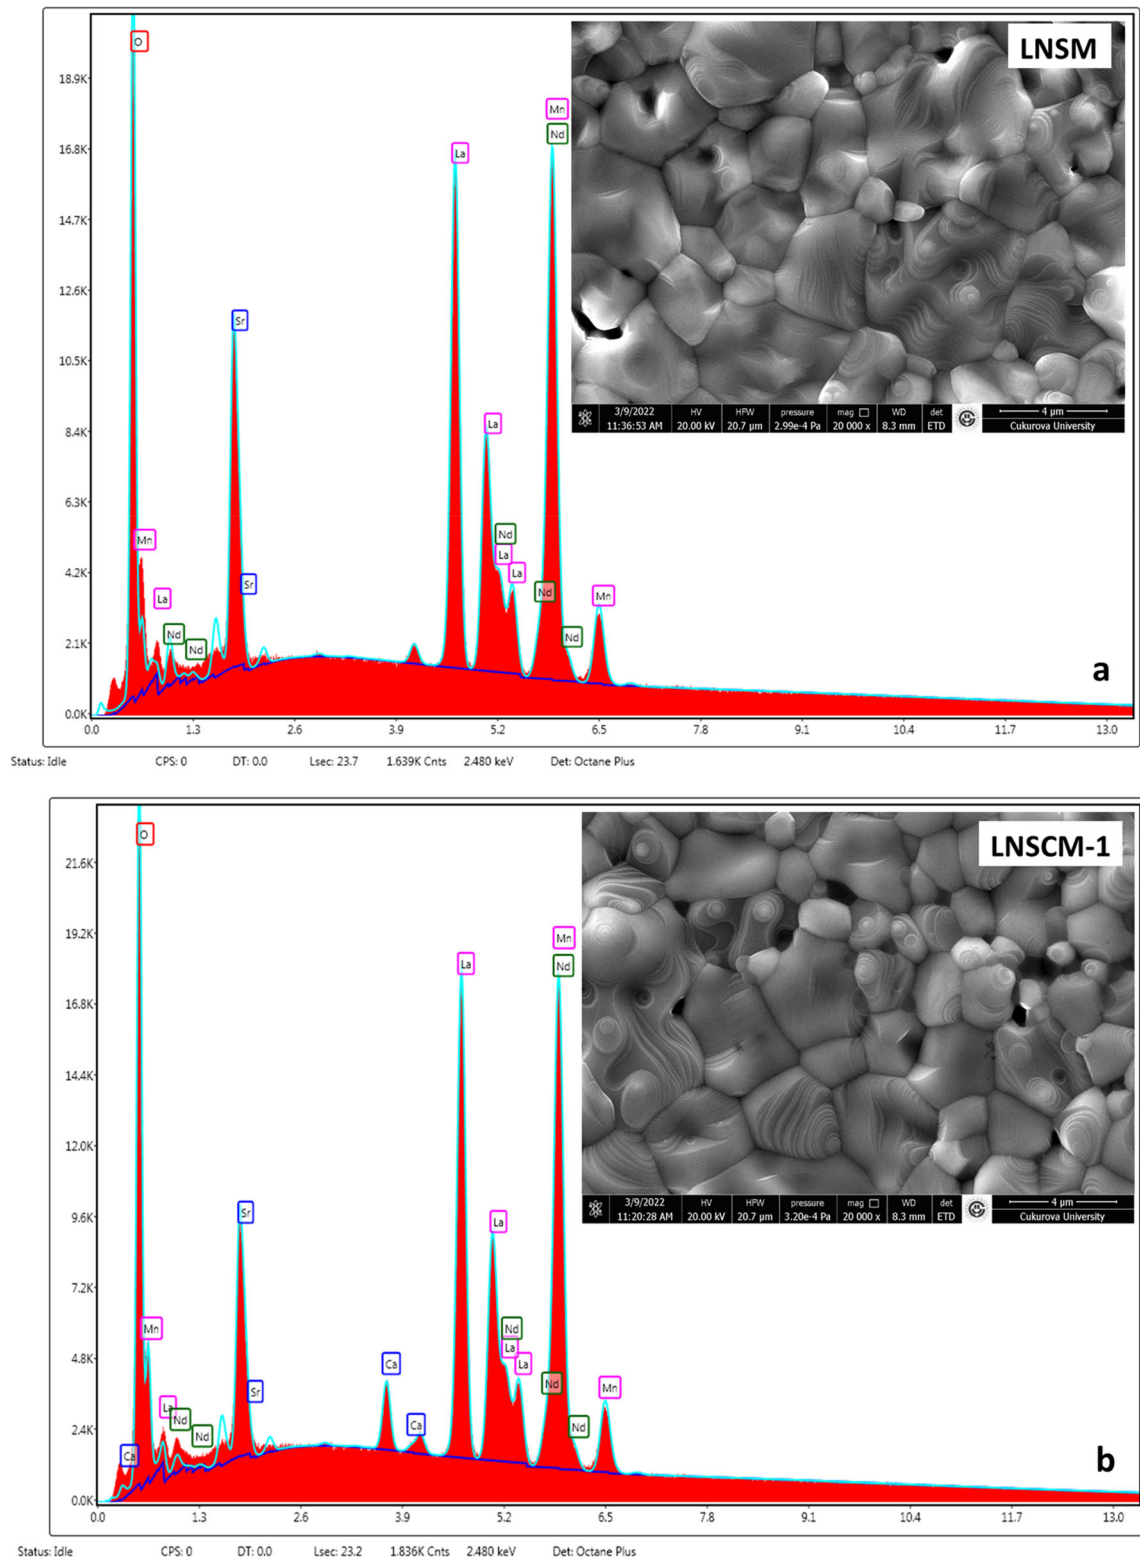 LNSM
O
18.9K
Mn
Nd
16.8K
La
14.7K
12.6K
Sr
10.5K
3/9/2022 HV HFW pressure mag WD det 4 µm
11:36:53 AM 20.00 kV 20.7 µm 2.99e-4 Pa 20 000 x 8.3 mm ETD Cukurova University
8.4K
La
6.3K
Mn
Nd
La
La
4.2K
Sr
Nd
La
Mn
Nd
Nd
Nd
2.1K
a
0.0K
0.0 1.3 2.6 3.9 5.2 6.5 7.8 9.1 10.4 11.7 13.0
Status: Idle CPS: 0 DT: 0.0 Lsec: 23.7 1.639K Cnts 2.480 keV Det: Octane Plus
LNSCM-1
O
21.6K
19.2K
Mn
Nd
La
16.8K
14.4K
12.0K
3/9/2022 HV HFW pressure mag WD det 4 µm
11:20:28 AM 20.00 kV 20.7 µm 3.20e-4 Pa 20 000 x 8.3 mm ETD Cukurova University
9.6K
Sr
La
7.2K
Mn
Nd
La
La
Ca
4.8K
Sr
Nd
Mn
La
Nd
Nd
Ca
Nd
2.4K
Ca
b
0.0K
0.0 1.3 2.6 3.9 5.2 6.5 7.8 9.1 10.4 11.7 13.0
Status: Idle CPS: 0 DT: 0.0 Lsec: 23.2 1.836K Cnts 2.480 keV Det: Octane Plus